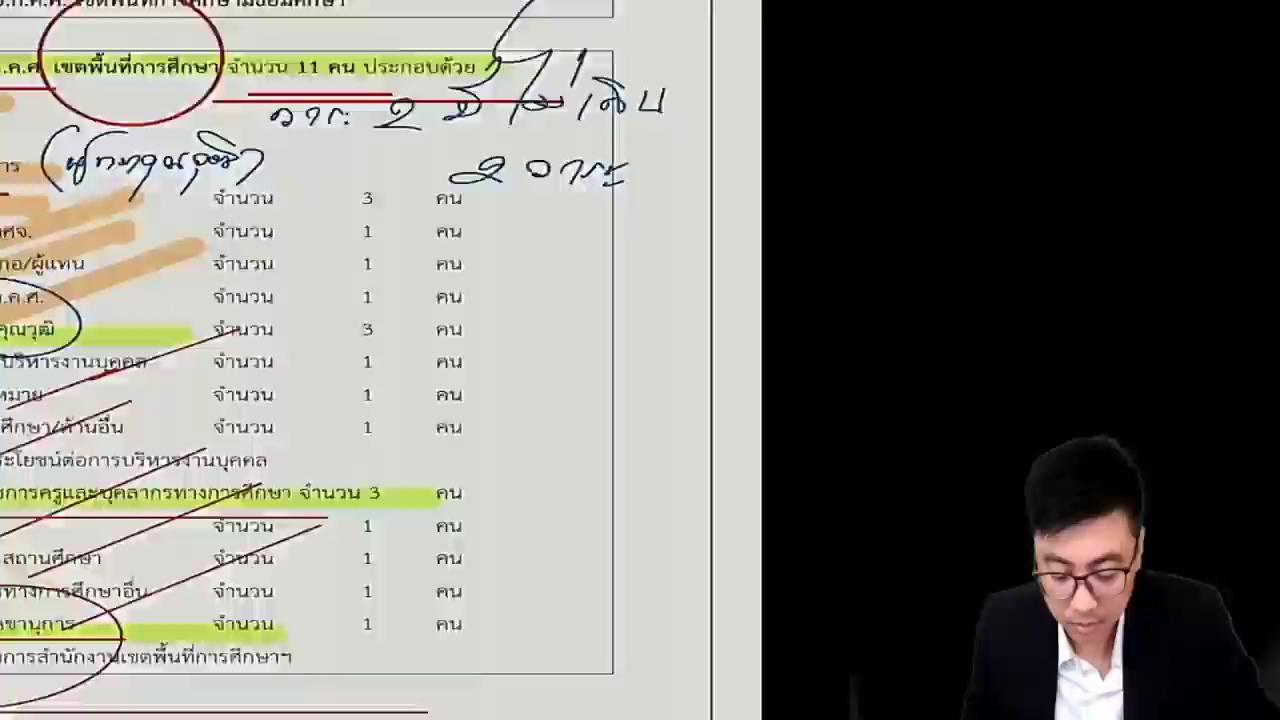 เขตพื้นที่การศึกษา จำนวน 11 คน ประกอบด้วย
วาระ 2 ปี ไม่เกิน
2 วาระ
(ผู้ทรงคุณวุฒิ)
จำนวน 3 คน
ศจ. จำนวน 1 คน
/ผู้แทน จำนวน 1 คน
ค.ศ. จำนวน 1 คน
คุณวุฒิ จำนวน 3 คน
บริหารงานบุคคล จำนวน 1 คน
จำนวน 1 คน
ศึกษา/ด้านอื่น จำนวน 1 คน
ะโยชน์ต่อการบริหารงานบุคคล
การครูและบุคลากรทางการศึกษา จำนวน 3 คน
จำนวน 1 คน
สถานศึกษา จำนวน 1 คน
ทางการศึกษาอื่น จำนวน 1 คน
ขานุการ จำนวน 1 คน
การสำนักงานเขตพื้นที่การศึกษาฯ